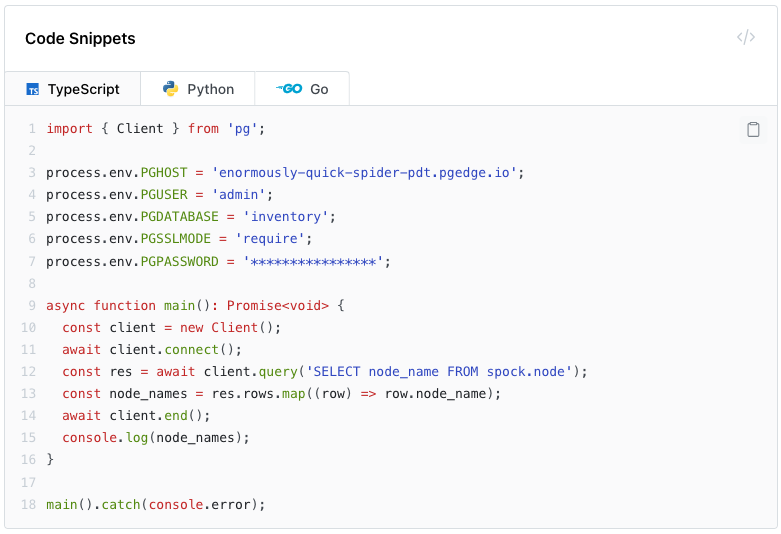 Code Snippets
</>
TS TypeScript
Python
GO Go
1 import { Client } from 'pg';
2
3 process.env.PGHOST = 'enormously-quick-spider-pdt.pgedge.io';
4 process.env.PGUSER = 'admin';
5 process.env.PGDATABASE = 'inventory';
6 process.env.PGSSLMODE = 'require';
7 process.env.PGPASSWORD = '****************';
8
9 async function main(): Promise<void> {
10   const client = new Client();
11   await client.connect();
12   const res = await client.query('SELECT node_name FROM spock.node');
13   const node_names = res.rows.map((row) => row.node_name);
14   await client.end();
15   console.log(node_names);
16 }
17
18 main().catch(console.error);